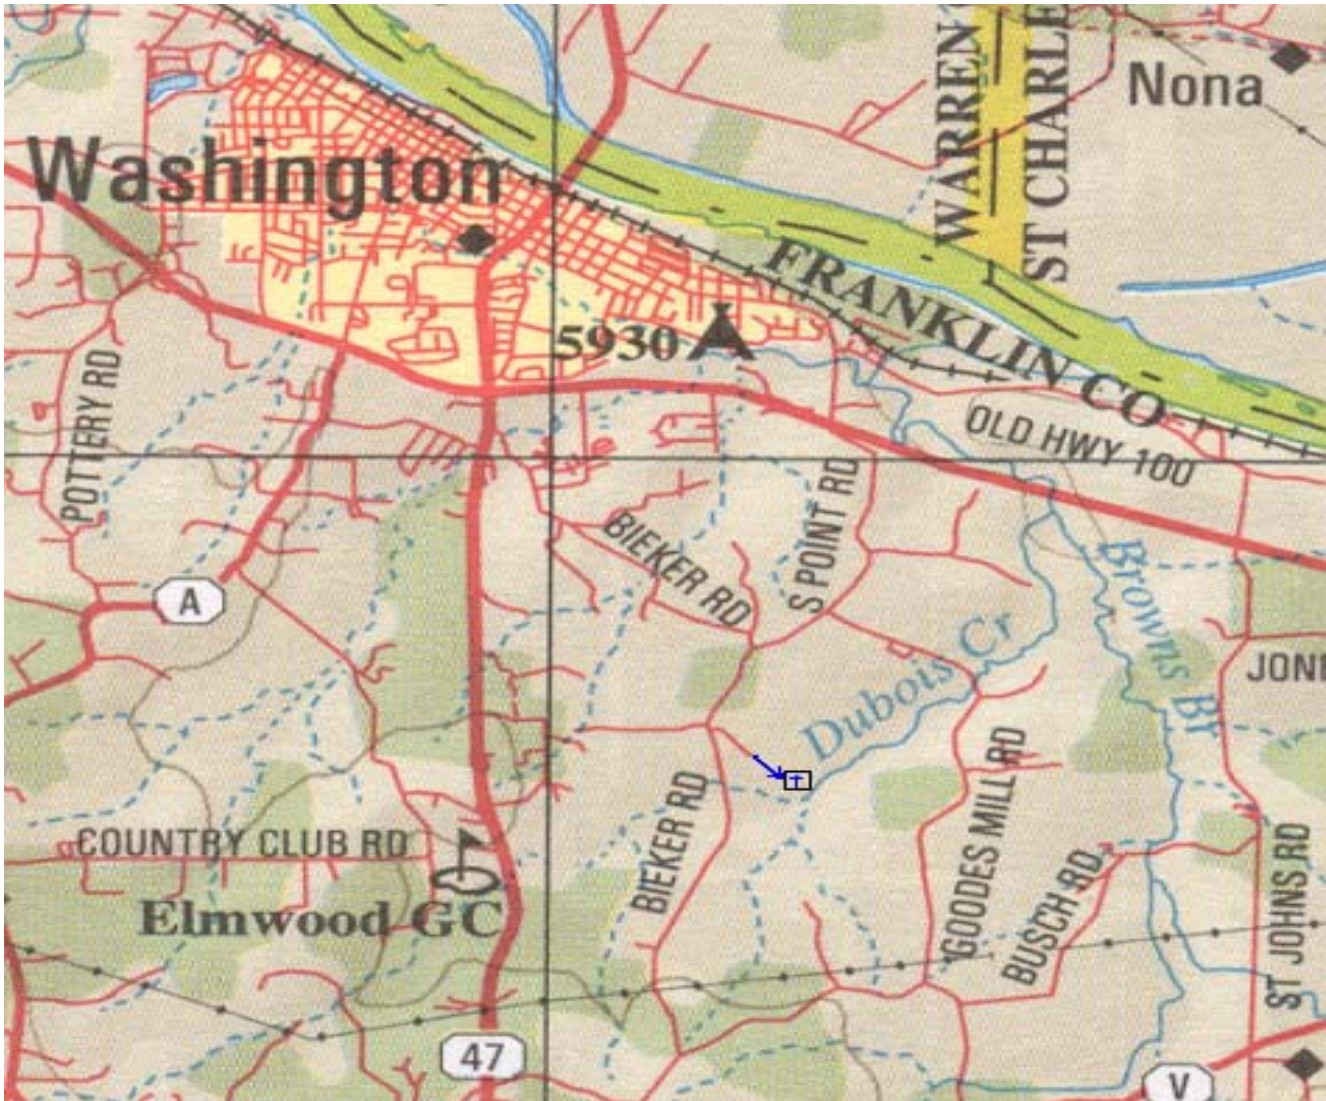 WARREN
ST CHARLE
Nona
Washington
FRANKLIN CO
5930
POTTERY RD
OLD HWY 100
BIEKER RD
S POINT RD
A
Browns Br
Dubois Cr
JONE
GOODES MILL RD
BIEKER RD
COUNTRY CLUB RD
BUSCH RD
ST JOHNS RD
Elmwood GC
47
V